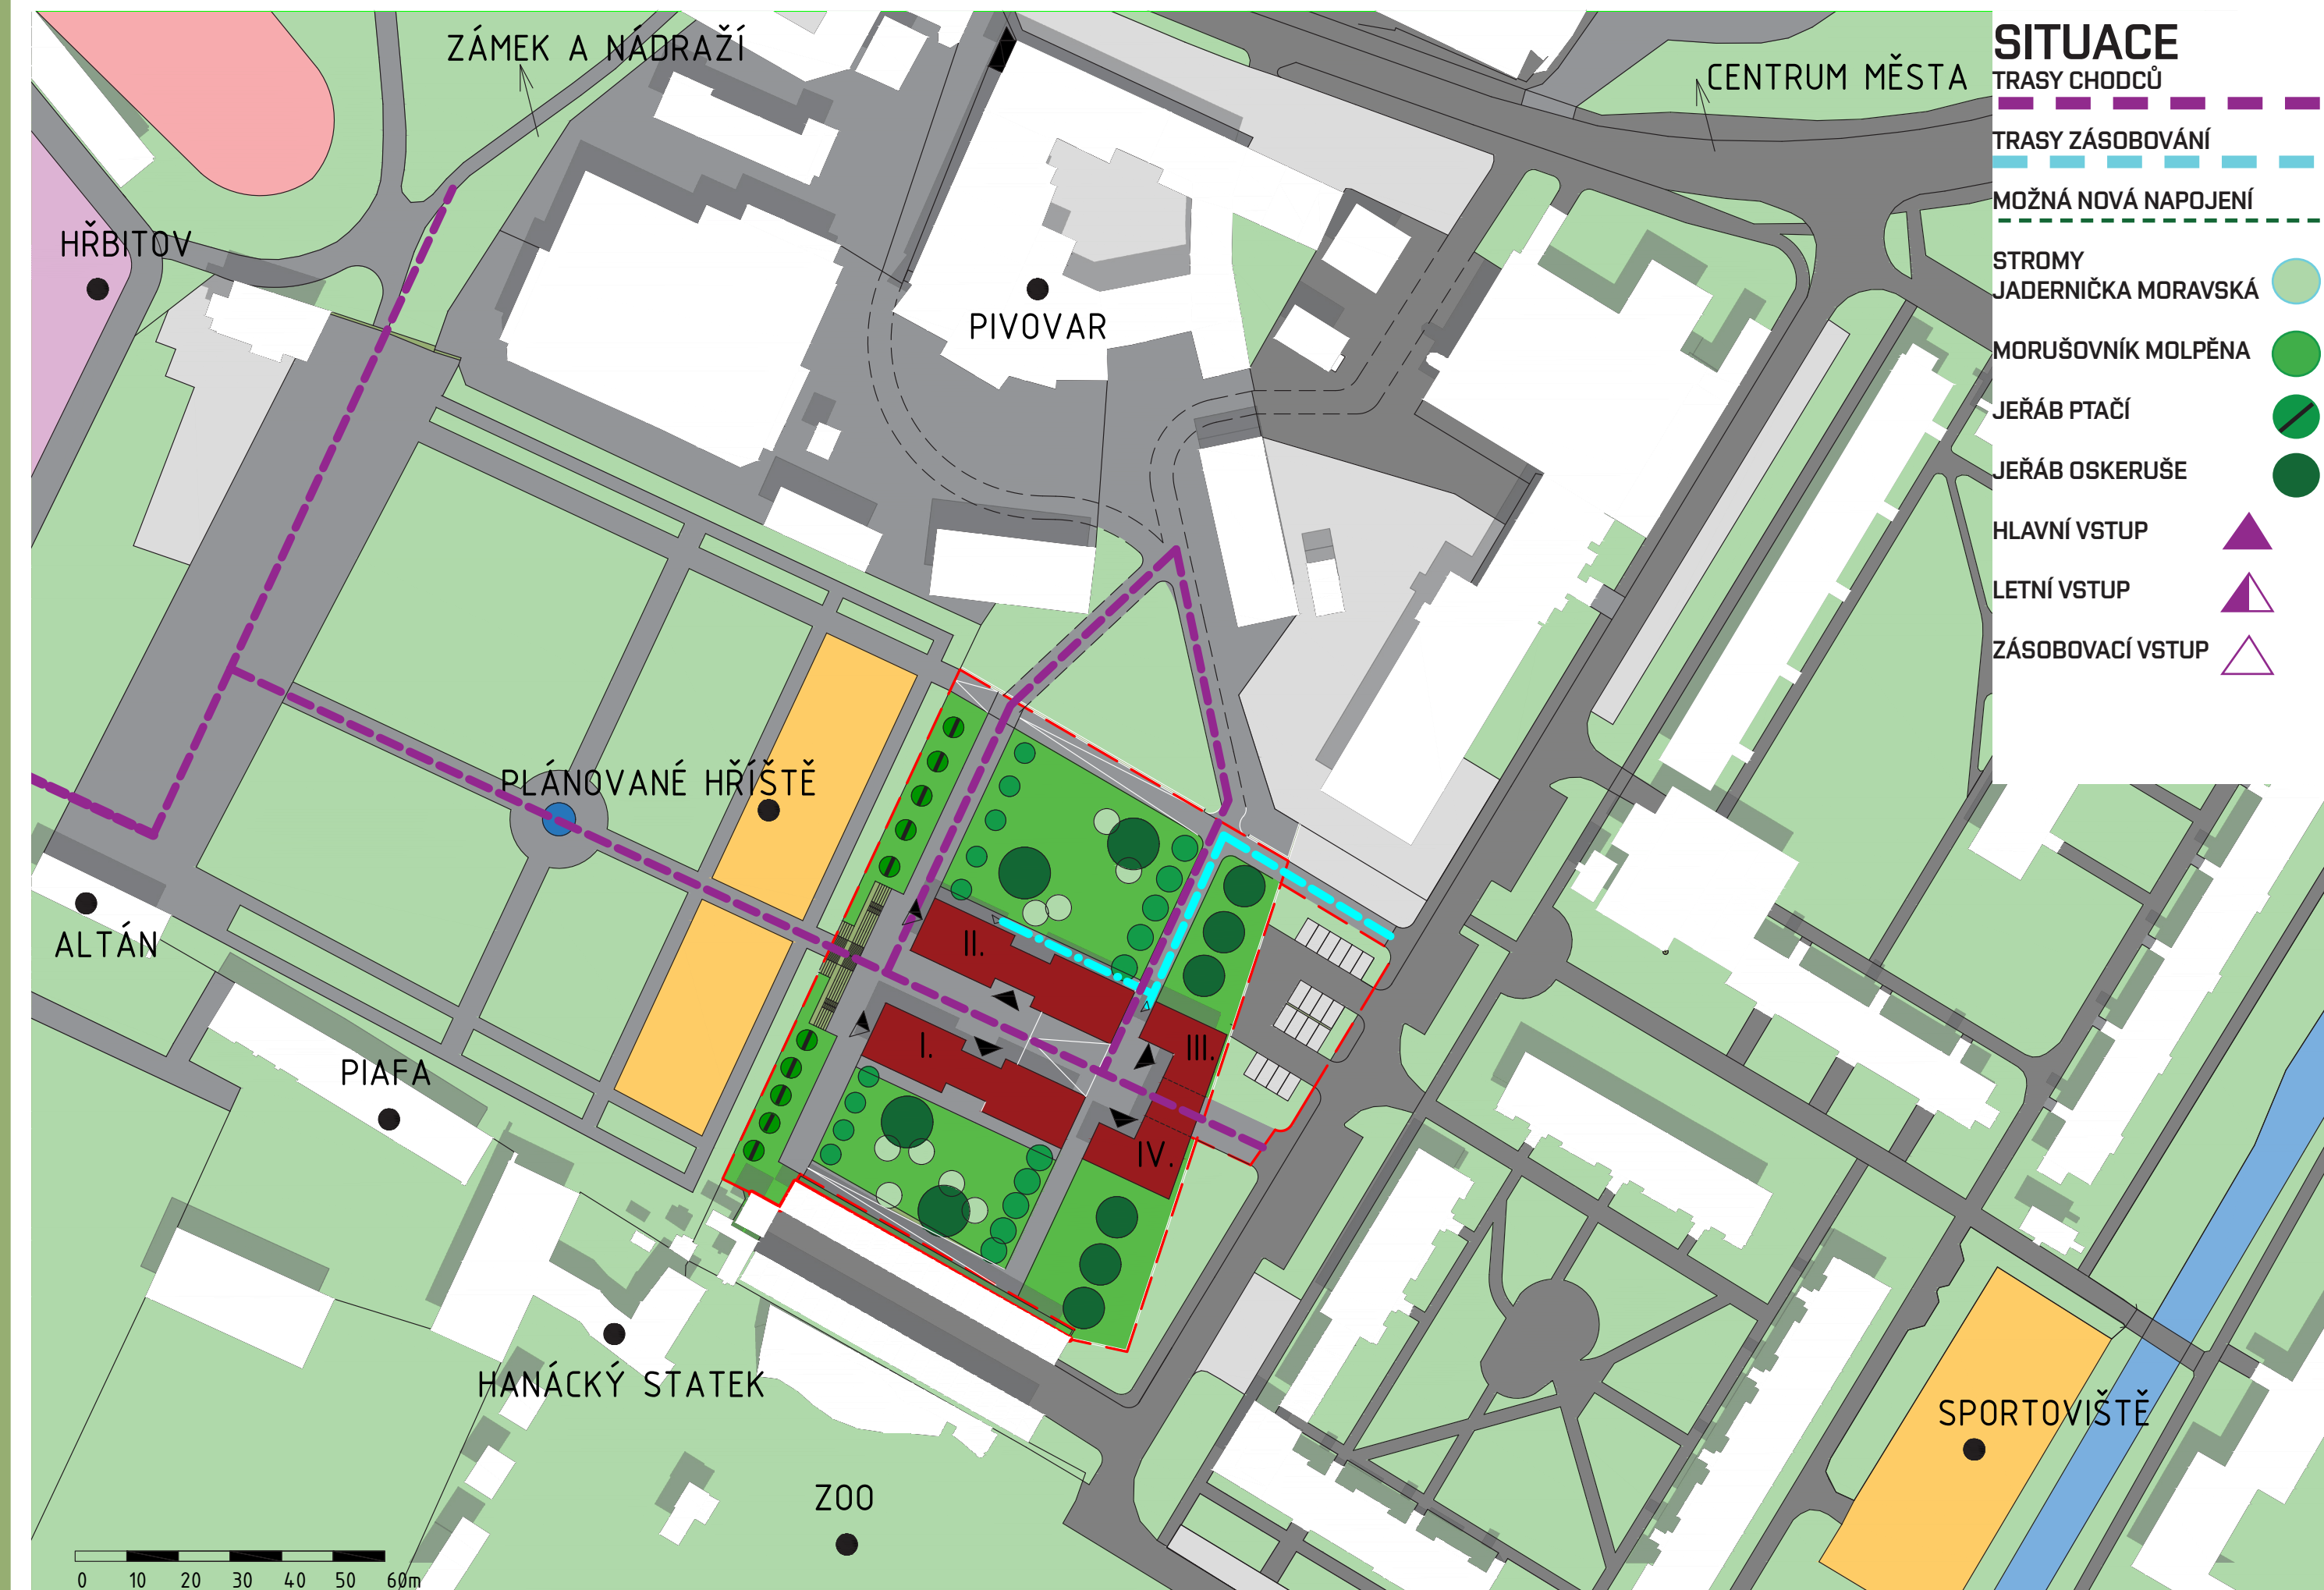 ZÁMEK A NÁDRAŽÍ
CENTRUM MĚSTA
HŘBITOV
PIVOVAR
PLÁNOVANÉ HŘÍŠTĚ
ALTÁN
II.
I.
III.
IV.
PIAFA
HANÁCKÝ STATEK
ZOO
SPORTOVIŠTĚ
0 10 20 30 40 50 60m
SITUACE
TRASY CHODCŮ
TRASY ZÁSOBOVÁNÍ
MOŽNÁ NOVÁ NAPOJENÍ
STROMY
JADERNIČKA MORAVSKÁ
MORUŠOVNÍK MOLPĚNA
JEŘÁB PTAČÍ
JEŘÁB OSKERUŠE
HLAVNÍ VSTUP
LETNÍ VSTUP
ZÁSOBOVACÍ VSTUP